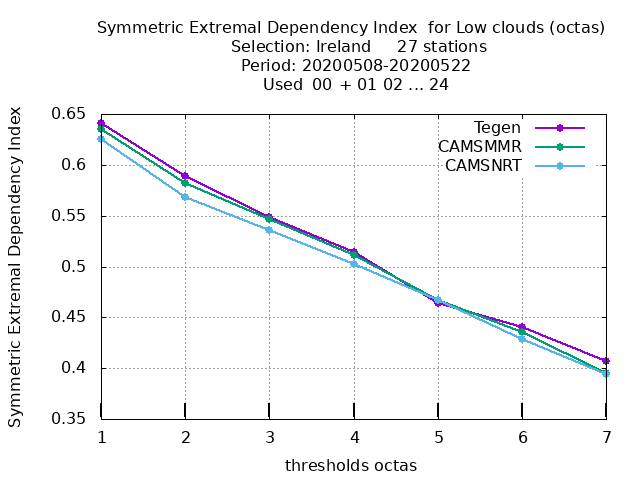 Symmetric Extremal Dependency Index  for Low clouds (octas)
Selection: Ireland     27 stations
Period: 20200508-20200522
Used  00 + 01 02 ... 24
Symmetric Extremal Dependency Index
0.65
0.6
0.55
0.5
0.45
0.4
0.35
Tegen
CAMSMMR
CAMSNRT
1 2 3 4 5 6 7
thresholds octas